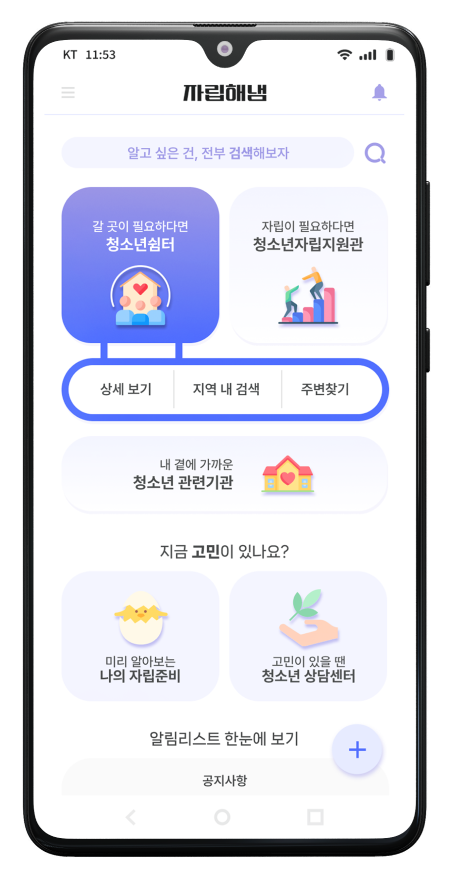 KT 11:53
자립해냄
알고 싶은 건, 전부 검색해보자
갈 곳이 필요하다면
청소년쉼터
자립이 필요하다면
청소년자립지원관
상세 보기
지역 내 검색
주변찾기
내 곁에 가까운
청소년 관련기관
지금 고민이 있나요?
미리 알아보는
나의 자립준비
고민이 있을 땐
청소년 상담센터
알림리스트 한눈에 보기
+
공지사항